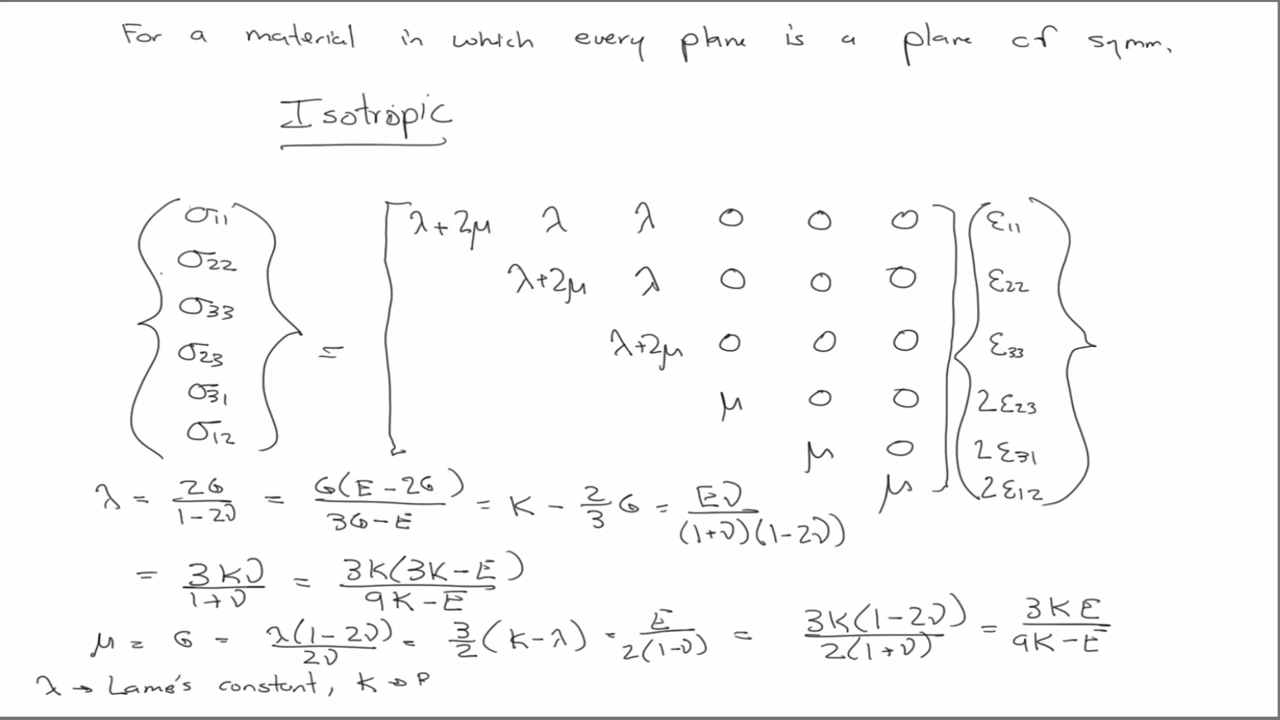 For a material in which every plane is a plane of symm.
Isotropic
σ11 λ+2μ λ λ 0 0 0 ε11
σ22 λ+2μ λ 0 0 0 ε22
σ33 λ+2μ 0 0 0 ε33
σ23 = μ 0 0 2ε23
σ31 μ 0 2ε31
σ12 μ 2ε12
λ = 2G/(1-2ν) = G(E-2G)/(3G-E) = K - 2/3 G = Eν/((1+ν)(1-2ν))
= 3Kν/(1+ν) = 3K(3K-E)/(9K-E)
μ = G = λ(1-2ν)/2ν = 3/2 (K-λ) = E/2(1-ν) = 3K(1-2ν)/2(1+ν) = 3KE/(9K-E)
λ → Lame's constant, K → P